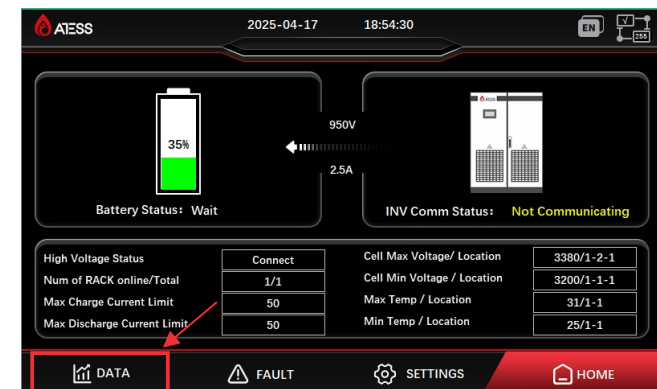 ATESS 2025-04-17 18:54:30 EN √ 255
950V
35%
2.5A
Battery Status: Wait
INV Comm Status: Not Communicating
High Voltage Status Connect Cell Max Voltage/ Location 3380/1-2-1
Num of RACK online/Total 1/1 Cell Min Voltage / Location 3200/1-1-1
Max Charge Current Limit 50 Max Temp / Location 31/1-1
Max Discharge Current Limit 50 Min Temp / Location 25/1-1
DATA FAULT SETTINGS HOME